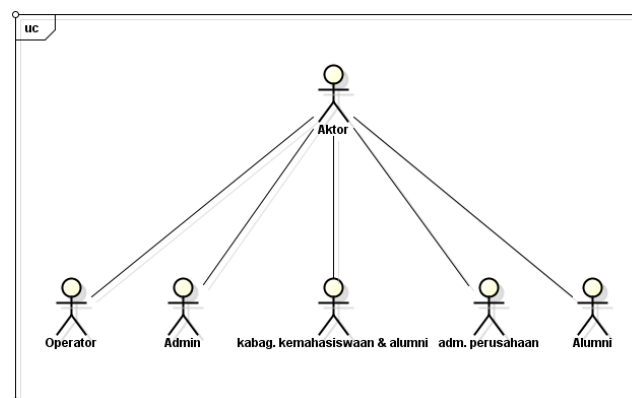 uc
Aktor
Operator
Admin
kabag. kemahasiswaan & alumni
adm. perusahaan
Alumni